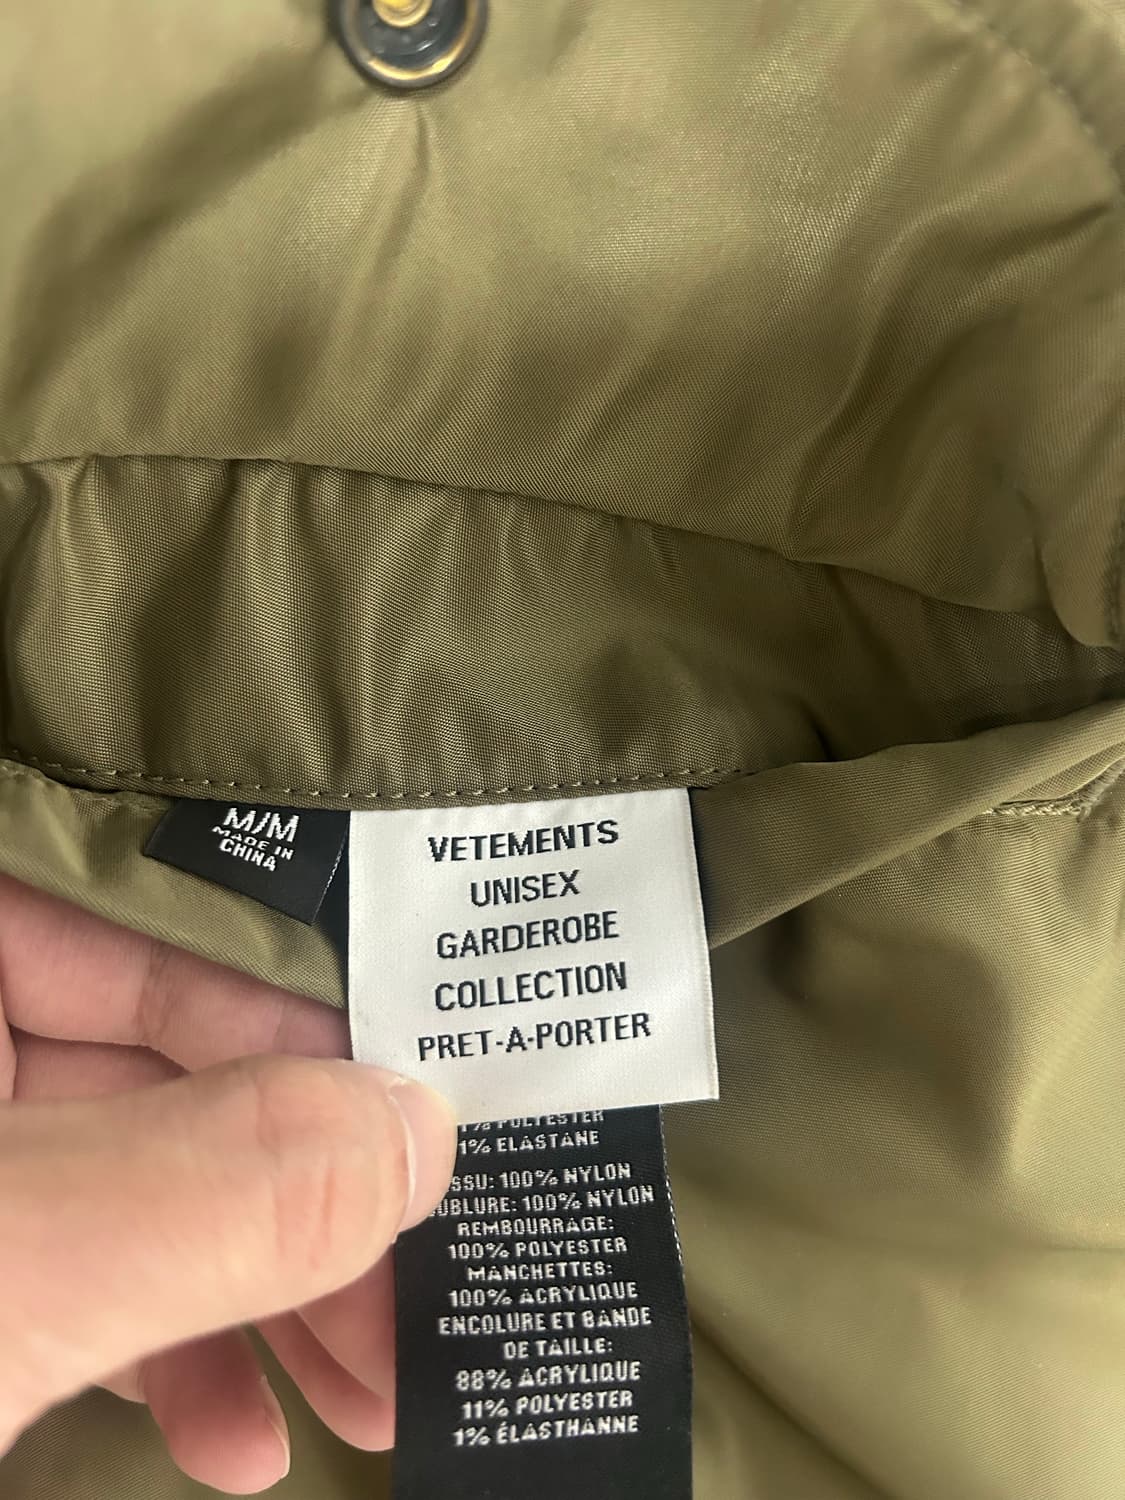 M/M
MADE IN
CHINA
VETEMENTS
UNISEX
GARDEROBE
COLLECTION
PRET-A-PORTER
POLYESTER
1% ELASTANE
100% NYLON
100% NYLON
REMBOURRAGE:
100% POLYESTER
MANCHETTES:
100% ACRYLIQUE
ENCOLURE ET BANDE
DE TAILLE:
88% ACRYLIQUE
11% POLYESTER
1% ÉLASTHANNE